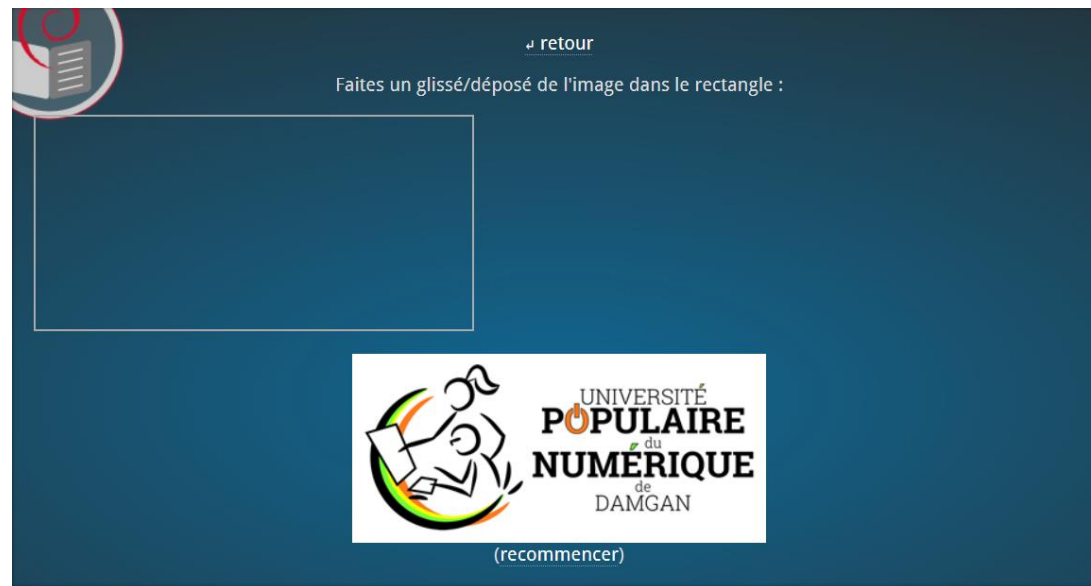 ↵ retour
Faites un glissé/déposé de l'image dans le rectangle :
UNIVERSITÉ
POPULAIRE
du
NUMÉRIQUE
de
DAMGAN
(recommencer)